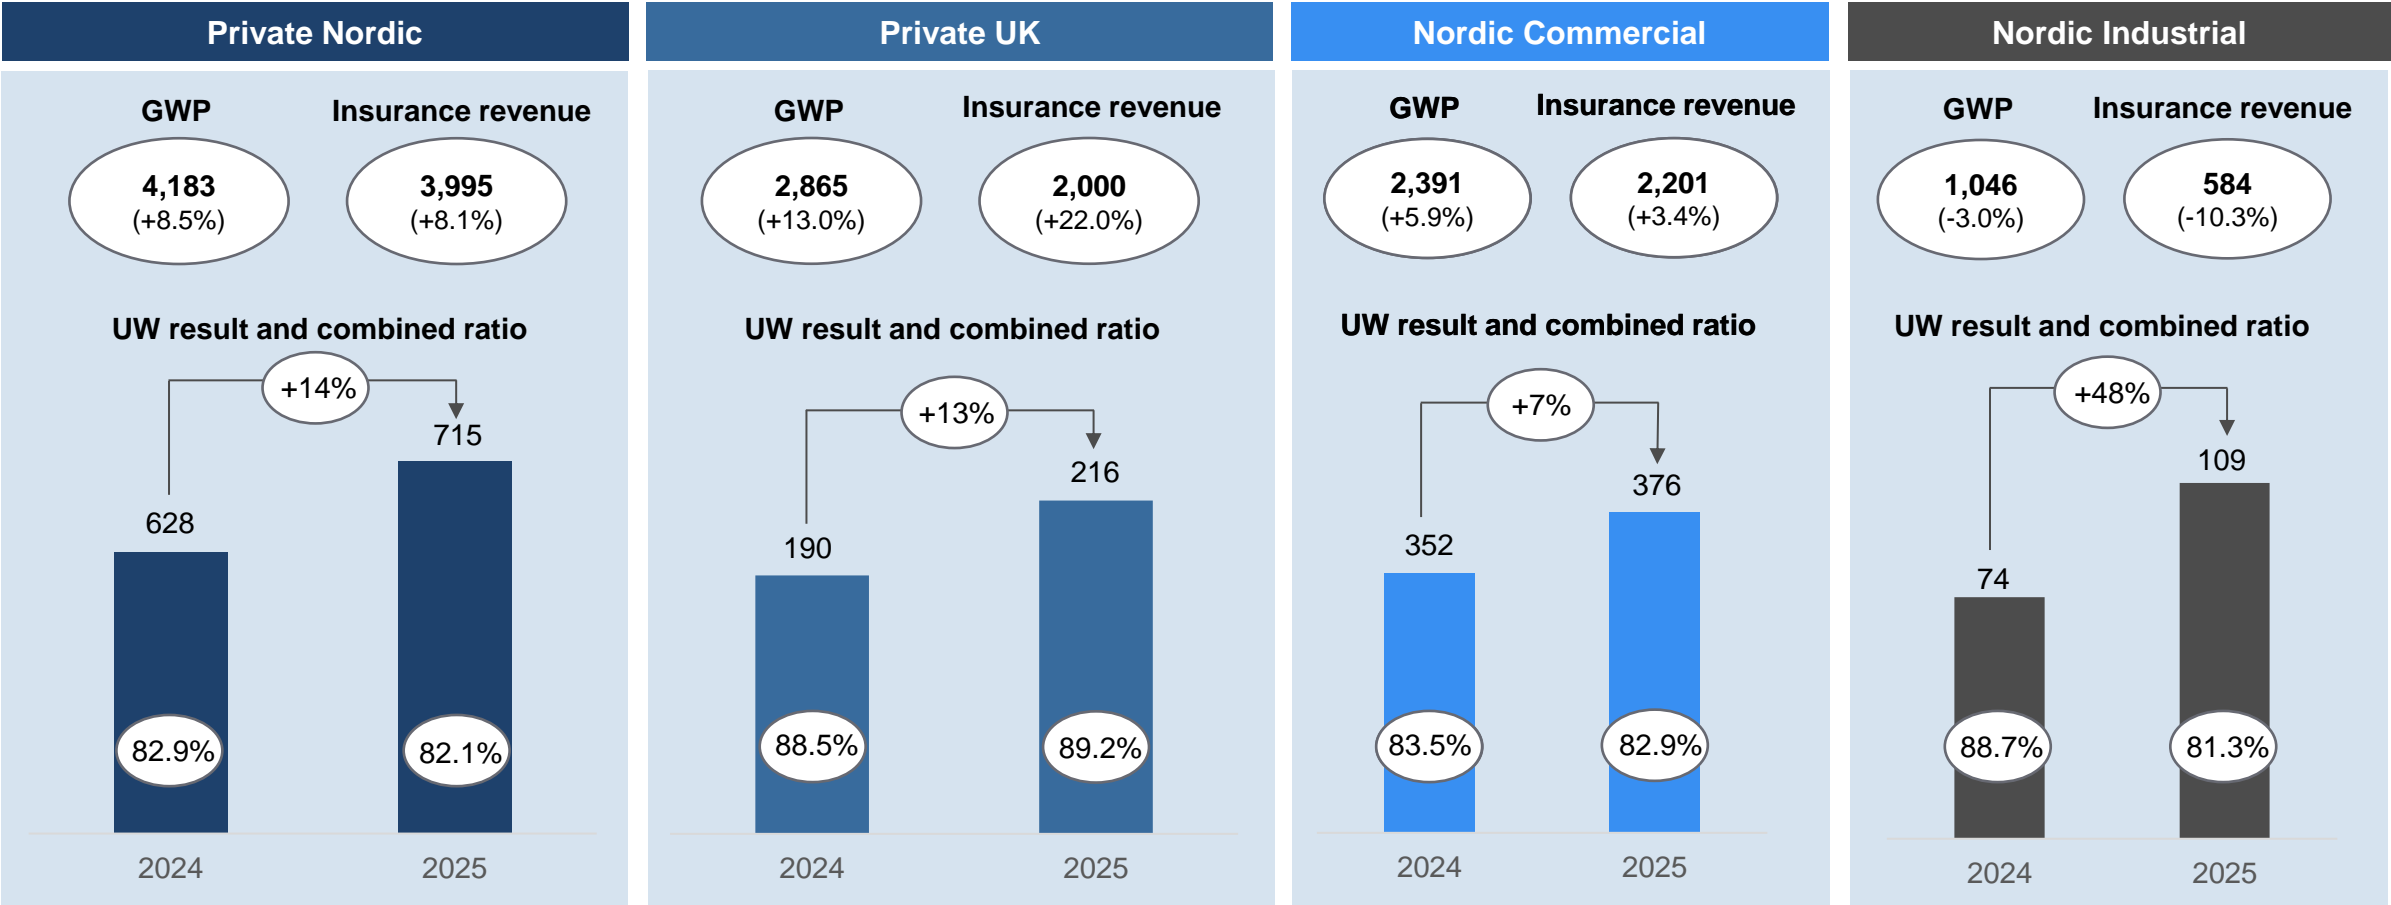 Private Nordic
GWP
Insurance revenue
4,183
(+8.5%)
3,995
(+8.1%)
UW result and combined ratio
+14%
628
715
82.9%
82.1%
2024
2025
Private UK
GWP
Insurance revenue
2,865
(+13.0%)
2,000
(+22.0%)
UW result and combined ratio
+13%
190
216
88.5%
89.2%
2024
2025
Nordic Commercial
GWP
Insurance revenue
2,391
(+5.9%)
2,201
(+3.4%)
UW result and combined ratio
+7%
352
376
83.5%
82.9%
2024
2025
Nordic Industrial
GWP
Insurance revenue
1,046
(-3.0%)
584
(-10.3%)
UW result and combined ratio
+48%
74
109
88.7%
81.3%
2024
2025